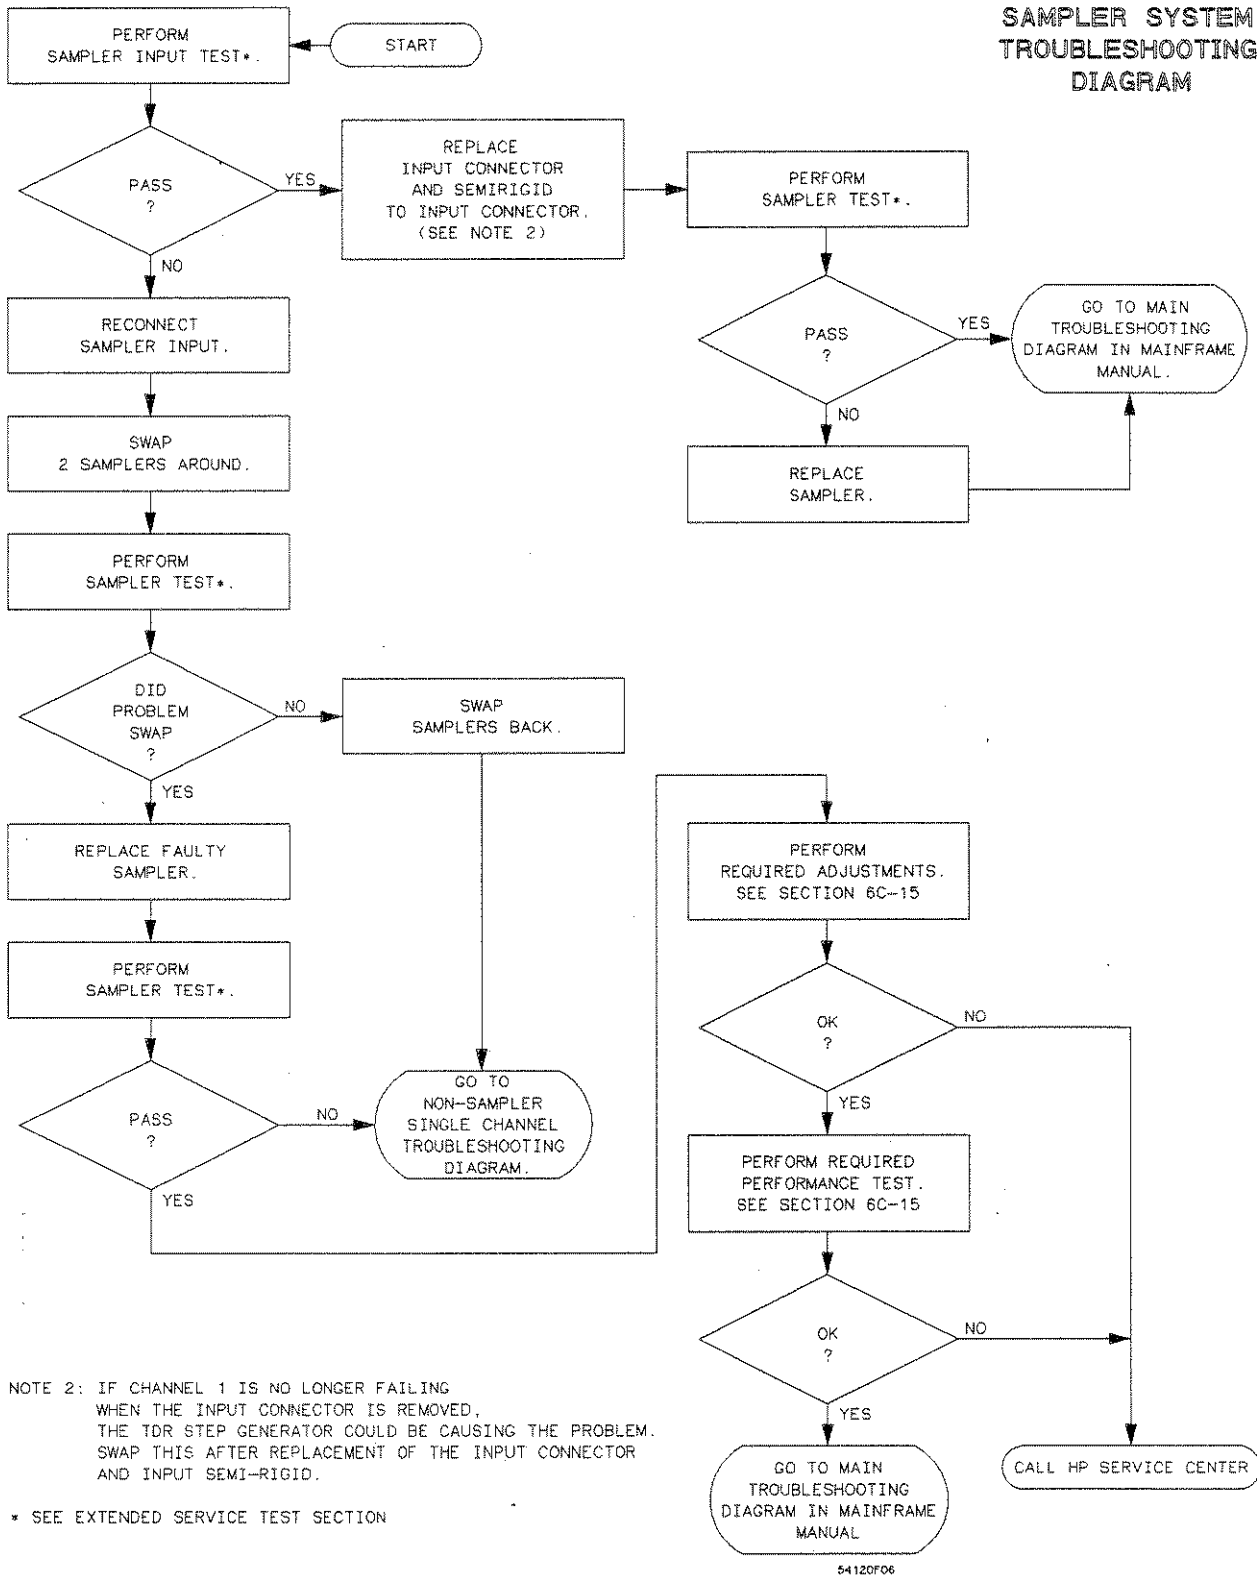 SAMPLER SYSTEM
TROUBLESHOOTING
DIAGRAM
START
PERFORM
SAMPLER INPUT TEST*.
PASS
?
YES
NO
REPLACE
INPUT CONNECTOR
AND SEMIRIGID
TO INPUT CONNECTOR.
(SEE NOTE 2)
PERFORM
SAMPLER TEST*.
PASS
?
YES
NO
GO TO MAIN
TROUBLESHOOTING
DIAGRAM IN MAINFRAME
MANUAL.
REPLACE
SAMPLER.
RECONNECT
SAMPLER INPUT.
SWAP
2 SAMPLERS AROUND.
PERFORM
SAMPLER TEST*.
DID
PROBLEM
SWAP
?
NO
YES
SWAP
SAMPLERS BACK.
REPLACE FAULTY
SAMPLER.
PERFORM
SAMPLER TEST*.
PASS
?
NO
YES
GO TO
NON-SAMPLER
SINGLE CHANNEL
TROUBLESHOOTING
DIAGRAM.
PERFORM
REQUIRED ADJUSTMENTS.
SEE SECTION 6C-15
OK
?
NO
YES
PERFORM REQUIRED
PERFORMANCE TEST.
SEE SECTION 6C-15
OK
?
NO
YES
GO TO MAIN
TROUBLESHOOTING
DIAGRAM IN MAINFRAME
MANUAL
CALL HP SERVICE CENTER
NOTE 2: IF CHANNEL 1 IS NO LONGER FAILING
WHEN THE INPUT CONNECTOR IS REMOVED,
THE TDR STEP GENERATOR COULD BE CAUSING THE PROBLEM.
SWAP THIS AFTER REPLACEMENT OF THE INPUT CONNECTOR
AND INPUT SEMI-RIGID.
* SEE EXTENDED SERVICE TEST SECTION
54120F06